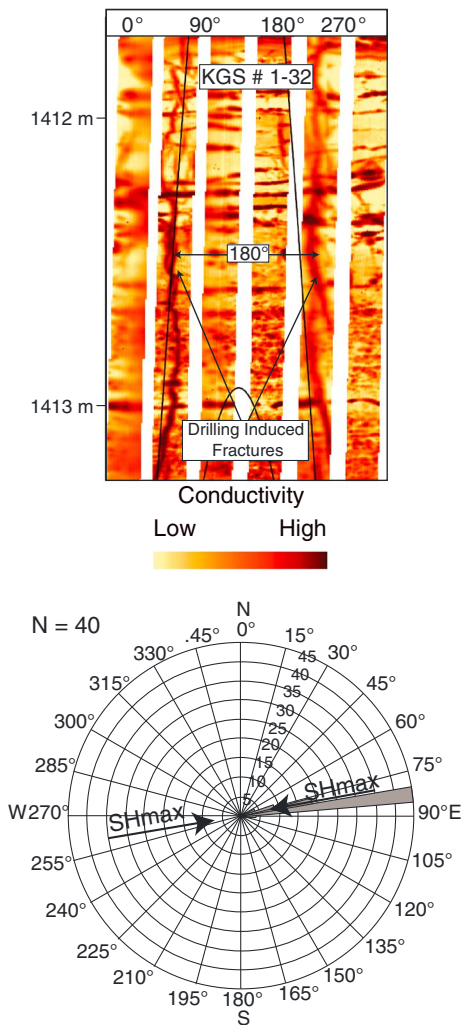 0° 90° 180° 270°
KGS # 1-32
1412 m
180°
1413 m
Drilling Induced
Fractures
Conductivity
Low High
N = 40
N
0°
.45° 15°
330° 30°
315° 45°
300° 60°
285° 75°
W270° 90°E
255° 105°
240° 120°
225° 135°
210° 150°
195° 165°
180°
S
45
40
35
30
25
20
15
10
5
SHmax
SHmax